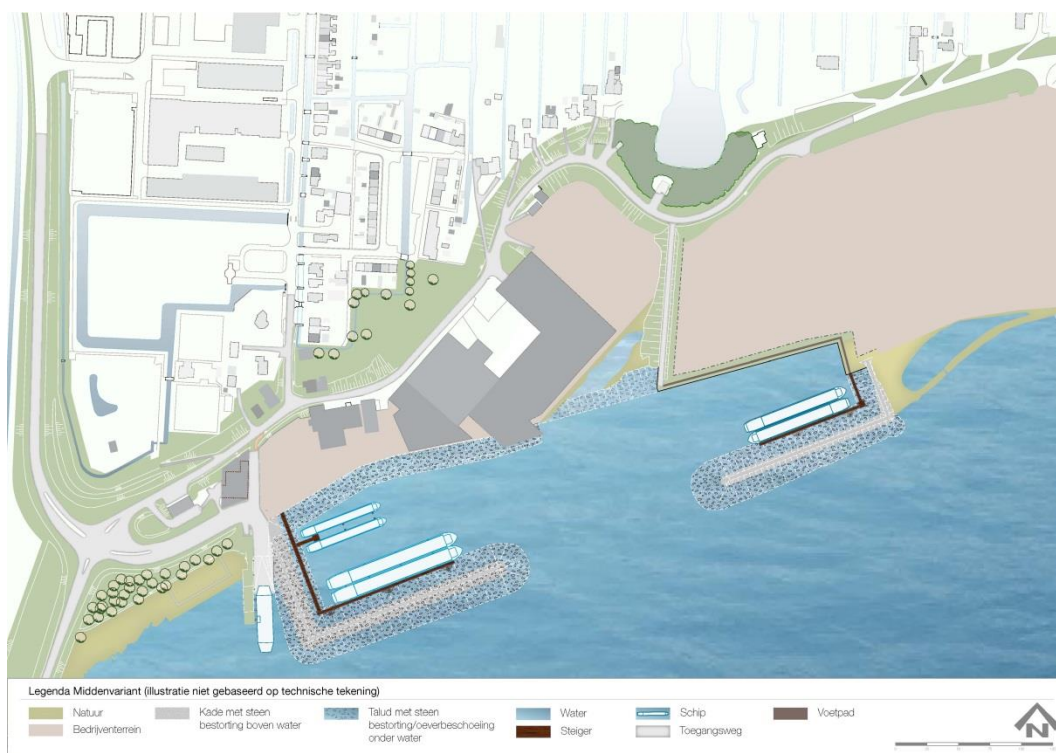 Legenda Middenvariant (illustratie niet gebaseerd op technische tekening)
Natuur
Bedrijventerrein
Kade met steen
bestorting boven water
Talud met steen
bestorting/oeverbeschoeiing
onder water
Water
Steiger
Schip
Toegangsweg
Voetpad
N